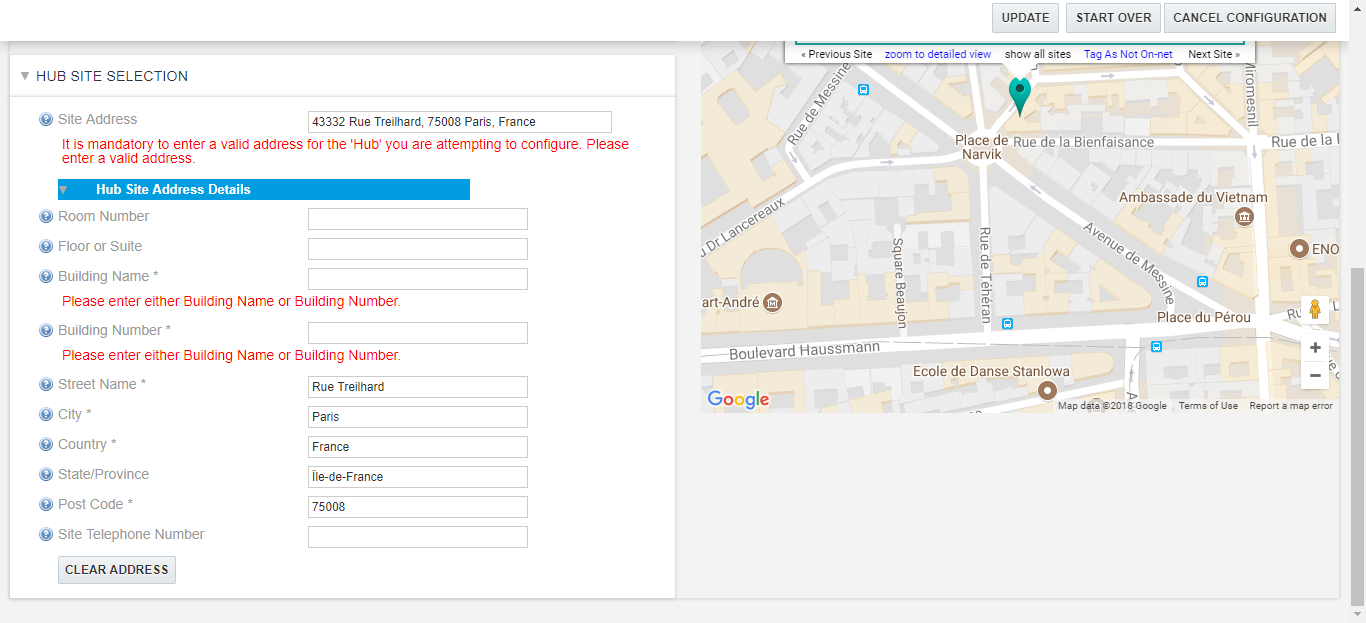 UPDATE
START OVER
CANCEL CONFIGURATION
HUB SITE SELECTION
Site Address
43332 Rue Treilhard, 75008 Paris, France
It is mandatory to enter a valid address for the 'Hub' you are attempting to configure. Please
enter a valid address.
Hub Site Address Details
Room Number
Floor or Suite
Building Name *
Please enter either Building Name or Building Number.
Building Number *
Please enter either Building Name or Building Number.
Street Name *
Rue Treilhard
City *
Paris
Country *
France
State/Province
Île-de-France
Post Code *
75008
Site Telephone Number
CLEAR ADDRESS
« Previous Site
zoom to detailed view
show all sites
Tag As Not On-net
Next Site »
Rue de Messine
Miromesnil
Place de
Narvik
Rue de la Bienfaisance
Rue de la
Ambassade du Vietnam
Dr Lancereaux
Square Beaujon
Rue de Téhéran
Avenue de Messine
ENO
art-André
Place du Pérou
Boulevard Haussmann
Ecole de Danse Stanlowa
Google
Map data ©2018 Google
Terms of Use
Report a map error